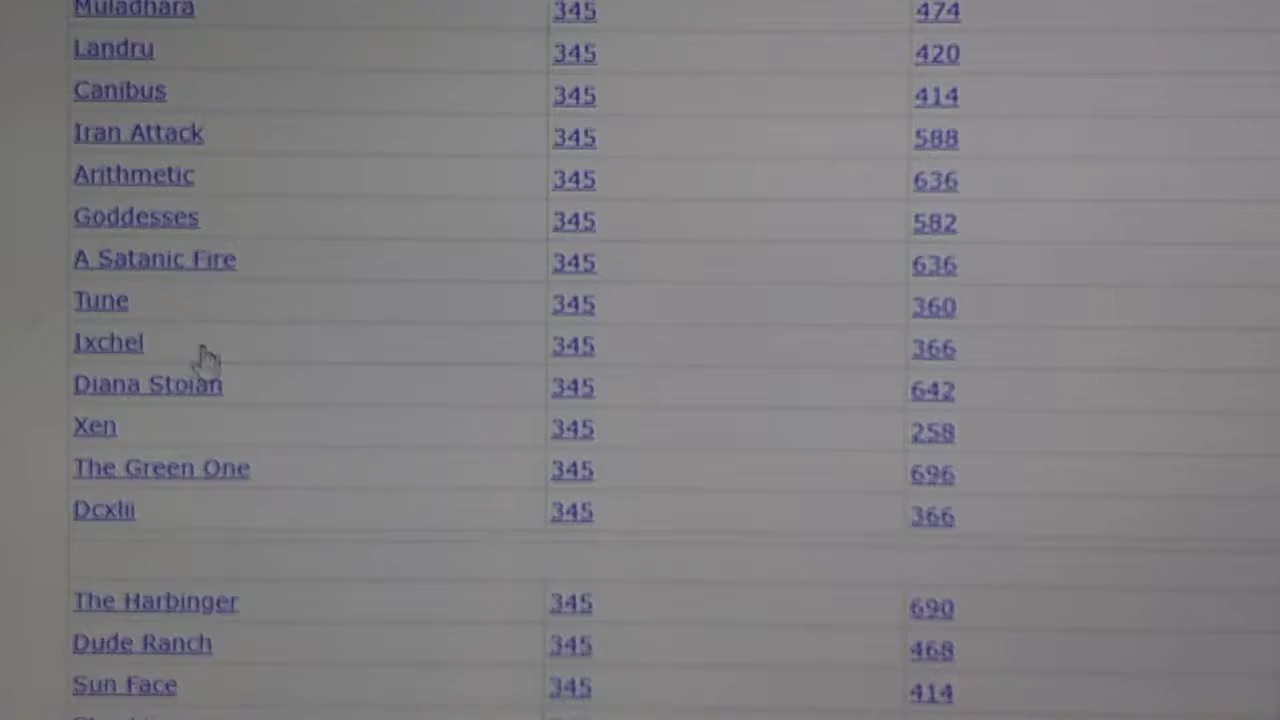 Muladhara 345 474
Landru 345 420
Canibus 345 414
Iran Attack 345 588
Arithmetic 345 636
Goddesses 345 582
A Satanic Fire 345 636
Tune 345 360
Ixchel 345 366
Diana Stoian 345 642
Xen 345 258
The Green One 345 696
Dcxlii 345 366
The Harbinger 345 690
Dude Ranch 345 468
Sun Face 345 414